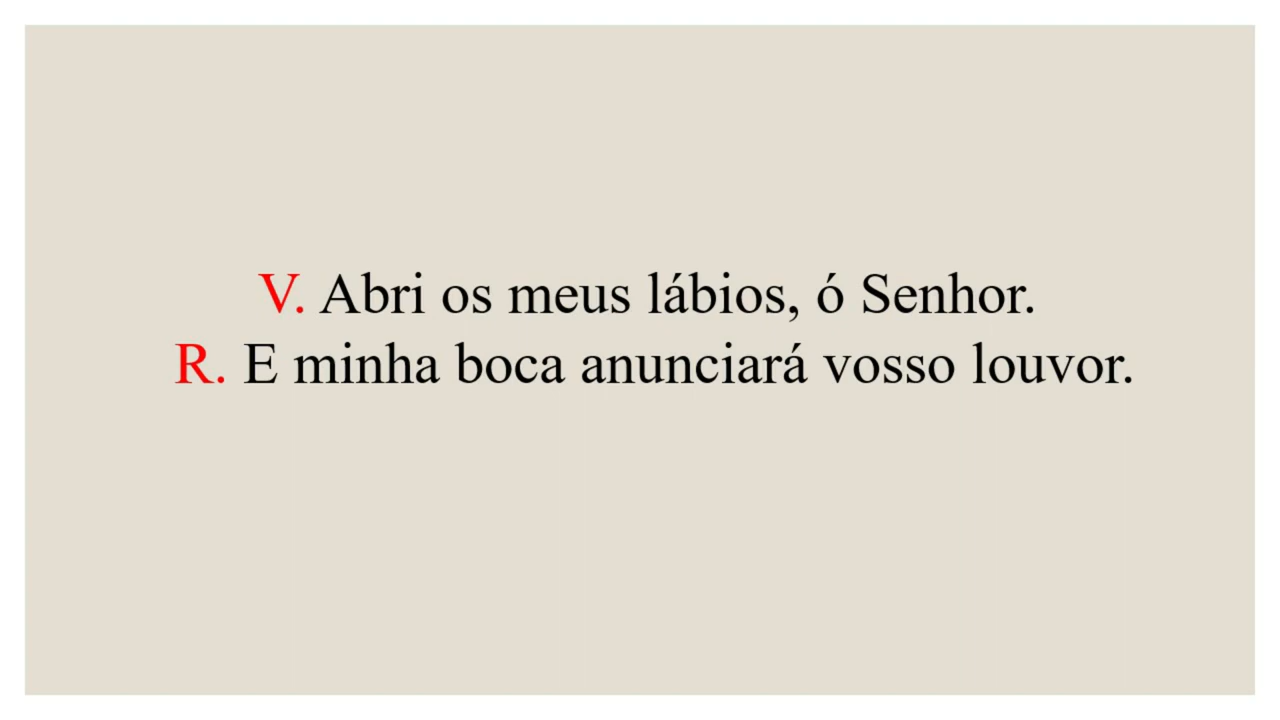 V. Abri os meus lábios, ó Senhor.
R. E minha boca anunciará vosso louvor.